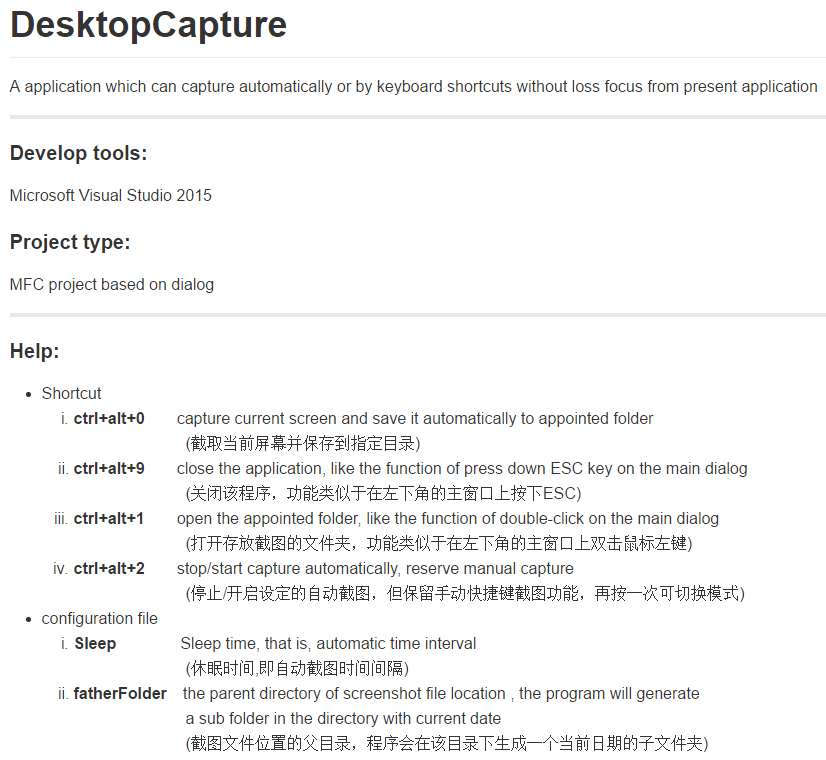 DesktopCapture
A application which can capture automatically or by keyboard shortcuts without loss focus from present application
Develop tools:
Microsoft Visual Studio 2015
Project type:
MFC project based on dialog
Help:
• Shortcut
i. ctrl+alt+0 capture current screen and save it automatically to appointed folder
(截取当前屏幕并保存到指定目录)
ii. ctrl+alt+9 close the application, like the function of press down ESC key on the main dialog
(关闭该程序，功能类似于在左下角的主窗口上按下ESC)
iii. ctrl+alt+1 open the appointed folder, like the function of double-click on the main dialog
(打开存放截图的文件夹，功能类似于在左下角的主窗口上双击鼠标左键)
iv. ctrl+alt+2 stop/start capture automatically, reserve manual capture
(停止/开启设定的自动截图，但保留手动快捷键截图功能，再按一次可切换模式)
• configuration file
i. Sleep Sleep time, that is, automatic time interval
(休眠时间,即自动截图时间间隔)
ii. fatherFolder the parent directory of screenshot file location , the program will generate
a sub folder in the directory with current date
(截图文件位置的父目录，程序会在该目录下生成一个当前日期的子文件夹)